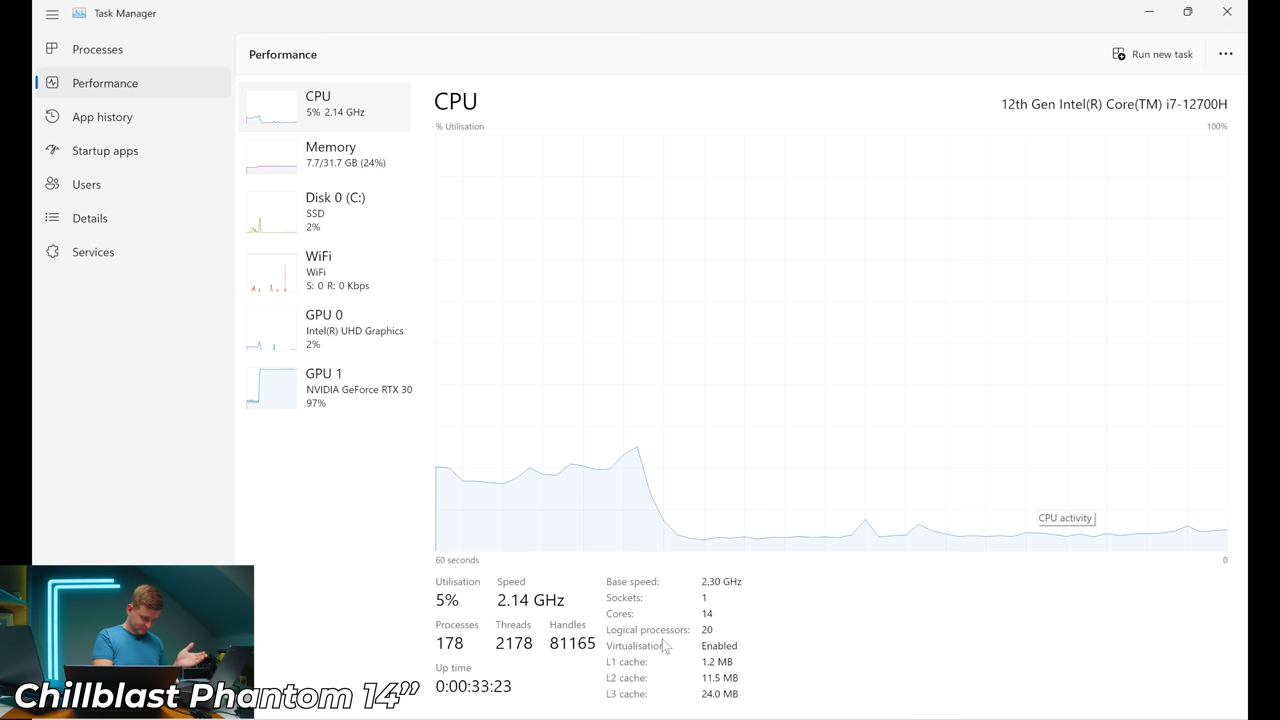 Task Manager
Processes
Performance
App history
Startup apps
Users
Details
Services
Performance
Run new task
CPU
5% 2.14 GHz
Memory
7.7/31.7 GB (24%)
Disk 0 (C:)
SSD
2%
WiFi
WiFi
S: 0 R: 0 Kbps
GPU 0
Intel(R) UHD Graphics
2%
GPU 1
NVIDIA GeForce RTX 30
97%
CPU
12th Gen Intel(R) Core(TM) i7-12700H
% Utilisation
100%
CPU activity
60 seconds
0
Utilisation Speed
5% 2.14 GHz
Processes Threads Handles
178 2178 81165
Up time
0:00:33:23
Base speed: 2.30 GHz
Sockets: 1
Cores: 14
Logical processors: 20
Virtualisation: Enabled
L1 cache: 1.2 MB
L2 cache: 11.5 MB
L3 cache: 24.0 MB
Chillblast Phantom 14”